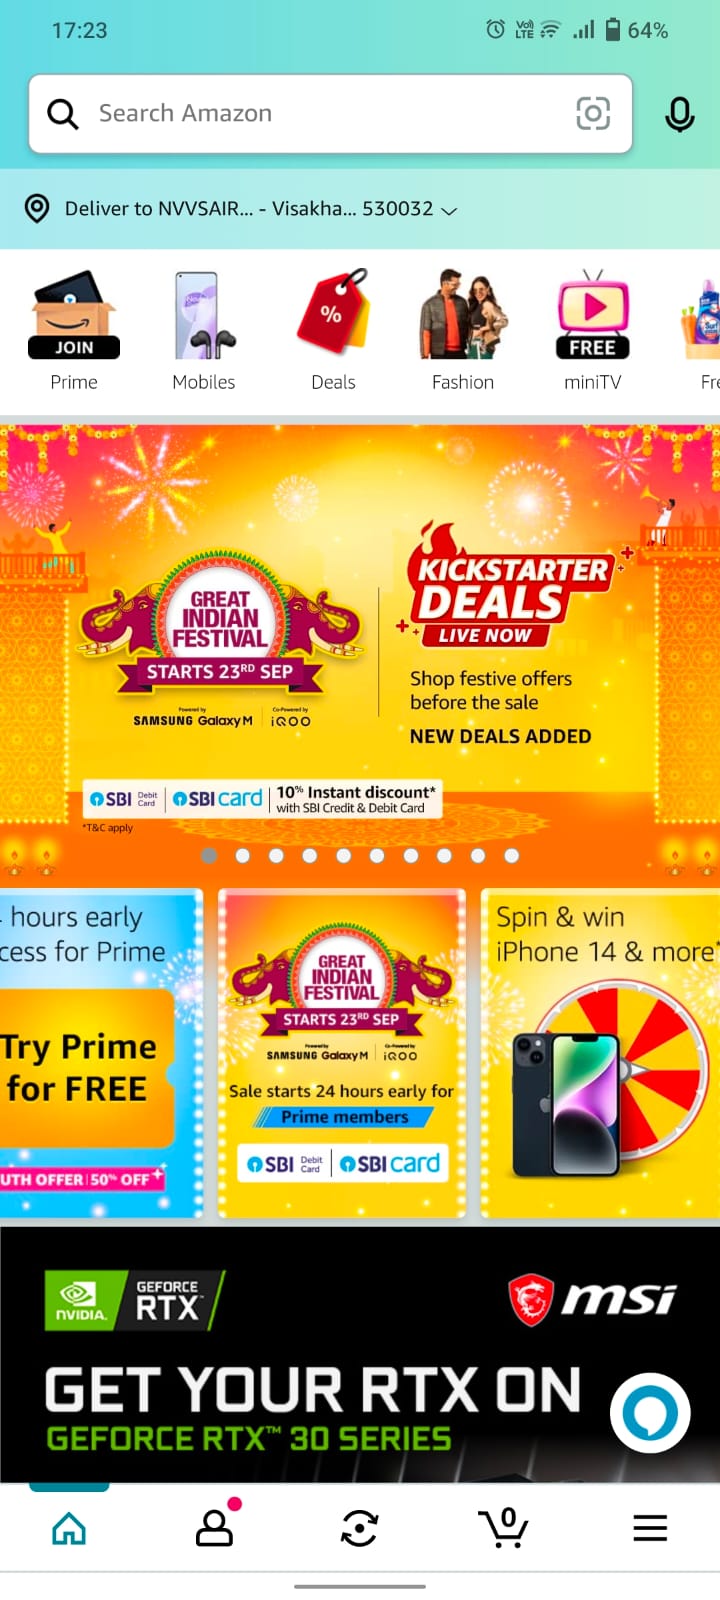 17:23
Vo) LTE
64%
Search Amazon
Deliver to NVVSAIR... - Visakha... 530032
JOIN
%
FREE
Prime
Mobiles
Deals
Fashion
miniTV
Fre
GREAT
INDIAN
FESTIVAL
STARTS 23RD SEP
Powered by
SAMSUNG Galaxy M
Co-Powered by
iQOO
KICKSTARTER
DEALS
LIVE NOW
Shop festive offers
before the sale
NEW DEALS ADDED
SBI Debit Card
SBI card
10% Instant discount*
with SBI Credit & Debit Card
*T&C apply
hours early
cess for Prime
Try Prime
for FREE
UTH OFFER | 50% OFF
GREAT
INDIAN
FESTIVAL
STARTS 23RD SEP
Powered by
SAMSUNG Galaxy M
Co-Powered by
iQOO
Sale starts 24 hours early for
Prime members
SBI Debit Card
SBI card
Spin & win
iPhone 14 & more*
NVIDIA.
GEFORCE
RTX™
msi
GET YOUR RTX ON
GEFORCE RTX™ 30 SERIES
0